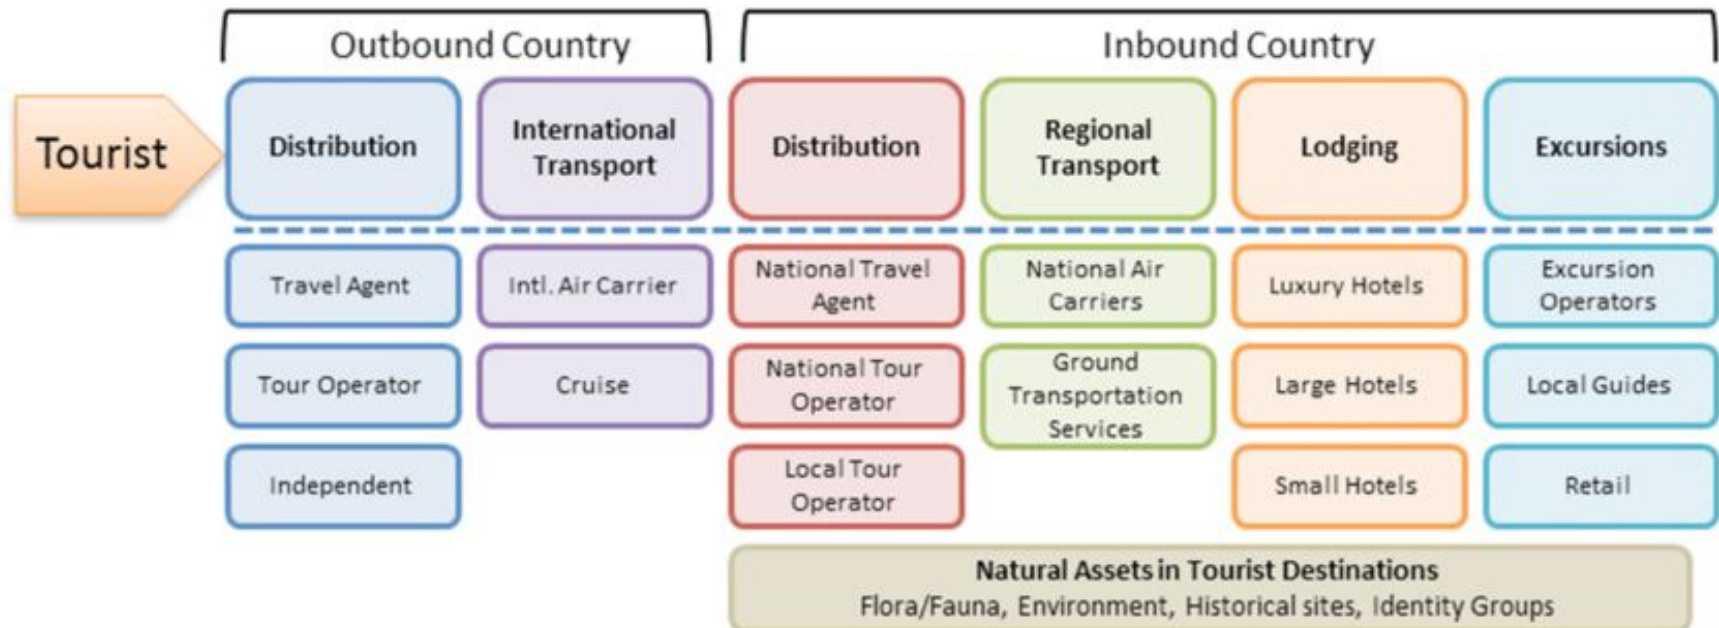 Outbound Country
Inbound Country
Tourist
Distribution
International
Transport
Distribution
Regional
Transport
Lodging
Excursions
Travel Agent
Intl. Air Carrier
National Travel
Agent
National Air
Carriers
Luxury Hotels
Excursion
Operators
Tour Operator
Cruise
National Tour
Operator
Ground
Transportation
Services
Large Hotels
Local Guides
Independent
Local Tour
Operator
Small Hotels
Retail
Natural Assets in Tourist Destinations
Flora/Fauna, Environment, Historical sites, Identity Groups